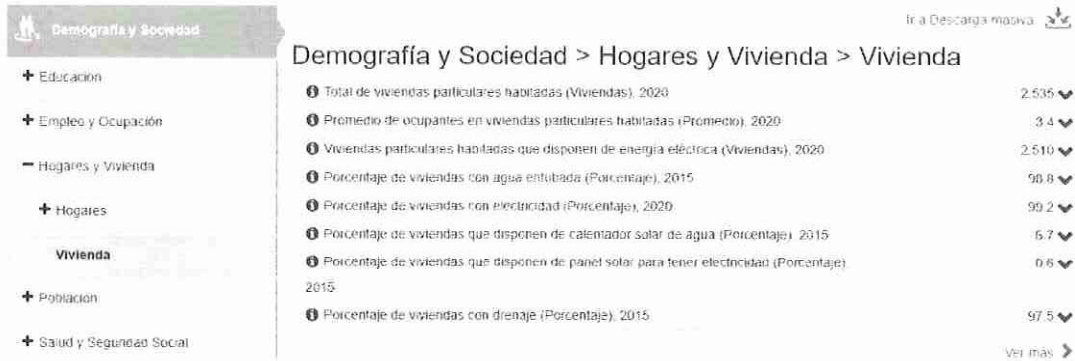 Demografía y Sociedad
Ir a Descarga masiva
Demografía y Sociedad > Hogares y Vivienda > Vivienda
+ Educación
+ Empleo y Ocupación
− Hogares y Vivienda
+ Hogares
Vivienda
+ Población
+ Salud y Seguridad Social
Total de viviendas particulares habitadas (Viviendas), 2020 2,535
Promedio de ocupantes en viviendas particulares habitadas (Promedio), 2020 3.4
Viviendas particulares habitadas que disponen de energía eléctrica (Viviendas), 2020 2,510
Porcentaje de viviendas con agua entubada (Porcentaje), 2015 98.8
Porcentaje de viviendas con electricidad (Porcentaje), 2020 99.2
Porcentaje de viviendas que disponen de calentador solar de agua (Porcentaje), 2015 6.7
Porcentaje de viviendas que disponen de panel solar para tener electricidad (Porcentaje), 0.6
2015
Porcentaje de viviendas con drenaje (Porcentaje), 2015 97.5
Ver más >